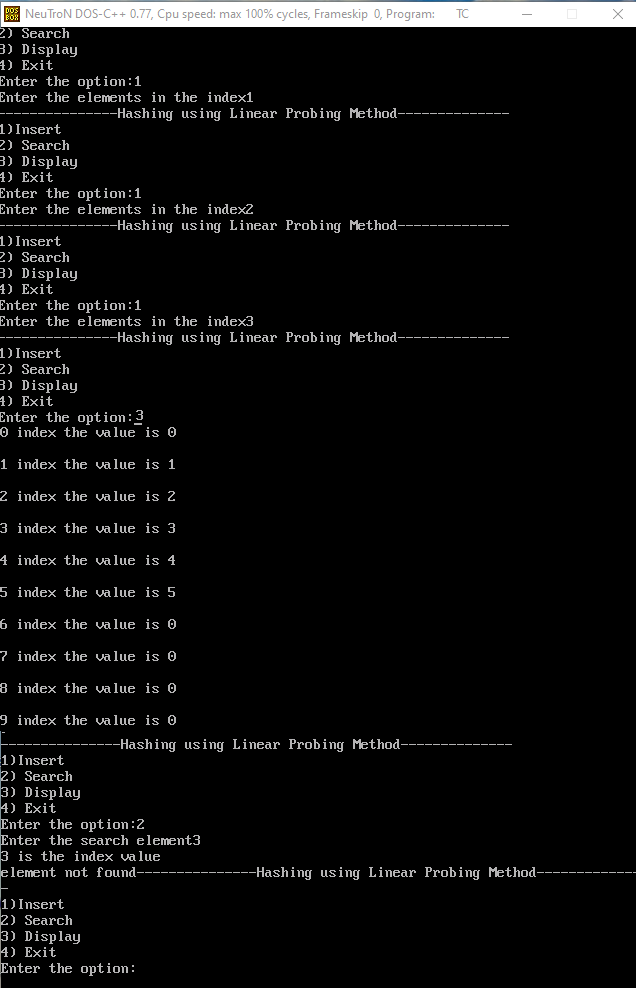 NeuTroN DOS-C++ 0.77, Cpu speed: max 100% cycles, Frameskip 0, Program: TC
2) Search
3) Display
4) Exit
Enter the option:1
Enter the elements in the index1
---------------Hashing using Linear Probing Method--------------
1)Insert
2) Search
3) Display
4) Exit
Enter the option:1
Enter the elements in the index2
---------------Hashing using Linear Probing Method--------------
1)Insert
2) Search
3) Display
4) Exit
Enter the option:1
Enter the elements in the index3
---------------Hashing using Linear Probing Method--------------
1)Insert
2) Search
3) Display
4) Exit
Enter the option:3
0 index the value is 0
1 index the value is 1
2 index the value is 2
3 index the value is 3
4 index the value is 4
5 index the value is 5
6 index the value is 0
7 index the value is 0
8 index the value is 0
9 index the value is 0
---------------Hashing using Linear Probing Method--------------
1)Insert
2) Search
3) Display
4) Exit
Enter the option:2
Enter the search element3
3 is the index value
element not found---------------Hashing using Linear Probing Method-------------
-
1)Insert
2) Search
3) Display
4) Exit
Enter the option: